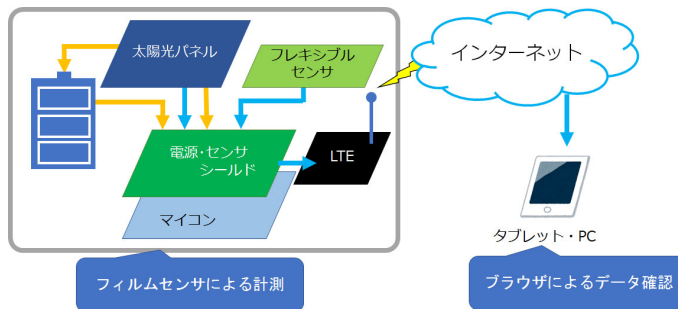 太陽光パネル
フレキシブル
センサ
インターネット
電源・センサ
シールド
LTE
マイコン
タブレット・PC
フィルムセンサによる計測
ブラウザによるデータ確認